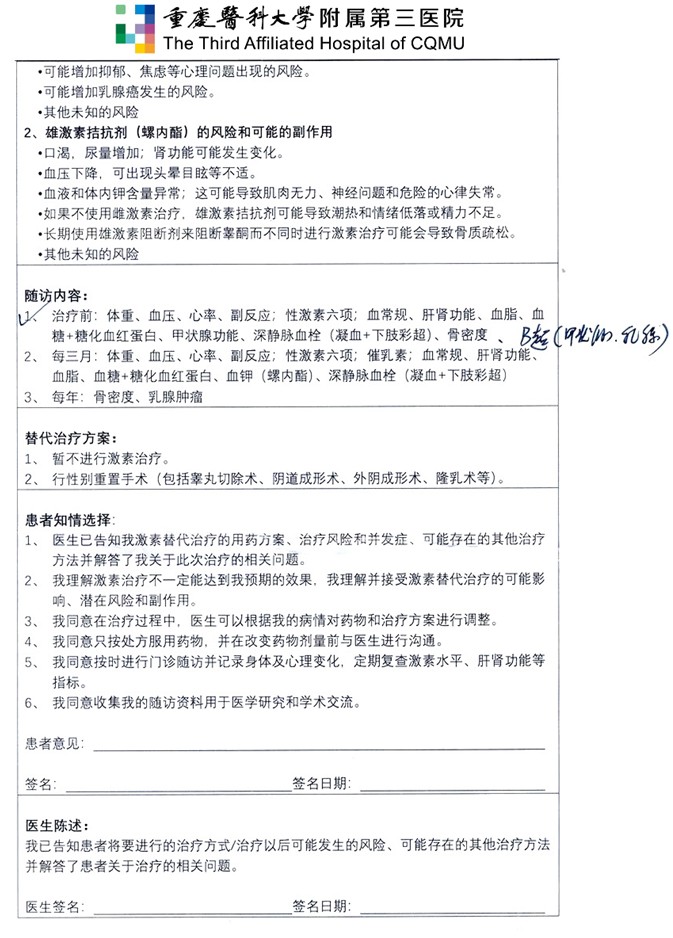 重慶醫科大學附属第三医院
The Third Affiliated Hospital of CQMU
•可能增加抑郁、焦虑等心理问题出现的风险。
•可能增加乳腺癌发生的风险。
•其他未知的风险
2、雄激素拮抗剂（螺内酯）的风险和可能的副作用
•口渴，尿量增加；肾功能可能发生变化。
•血压下降，可出现头晕目眩等不适。
•血液和体内钾含量异常；这可能导致肌肉无力、神经问题和危险的心律失常。
•如果不使用雌激素治疗，雄激素拮抗剂可能导致潮热和情绪低落或精力不足。
•长期使用雄激素阻断剂来阻断睾酮而不同时进行激素治疗可能会导致骨质疏松。
•其他未知的风险
随访内容：
1、 治疗前：体重、血压、心率、副反应；性激素六项；血常规、肝肾功能、血脂、血
糖+糖化血红蛋白、甲状腺功能、深静脉血栓（凝血+下肢彩超）、骨密度 、B超(甲状腺.乳腺)
2、 每三月：体重、血压、心率、副反应；性激素六项；催乳素；血常规、肝肾功能、
血脂、血糖+糖化血红蛋白、血钾（螺内酯）、深静脉血栓（凝血+下肢彩超）
3、 每年：骨密度、乳腺肿瘤
替代治疗方案：
1、 暂不进行激素治疗。
2、 行性别重置手术（包括睾丸切除术、阴道成形术、外阴成形术、隆乳术等）。
患者知情选择:
1、 医生已告知我激素替代治疗的用药方案、治疗风险和并发症、可能存在的其他治疗
方法并解答了我关于此次治疗的相关问题。
2、 我理解激素治疗不一定能达到我预期的效果，我理解并接受激素替代治疗的可能影
响、潜在风险和副作用。
3、 我同意在治疗过程中，医生可以根据我的病情对药物和治疗方案进行调整。
4、 我同意只按处方服用药物，并在改变药物剂量前与医生进行沟通。
5、 我同意按时进行门诊随访并记录身体及心理变化，定期复查激素水平、肝肾功能等
指标。
6、 我同意收集我的随访资料用于医学研究和学术交流。
患者意见：
签名： 签名日期：
医生陈述：
我已告知患者将要进行的治疗方式/治疗以后可能发生的风险、可能存在的其他治疗方法
并解答了患者关于治疗的相关问题。
医生签名： 签名日期：